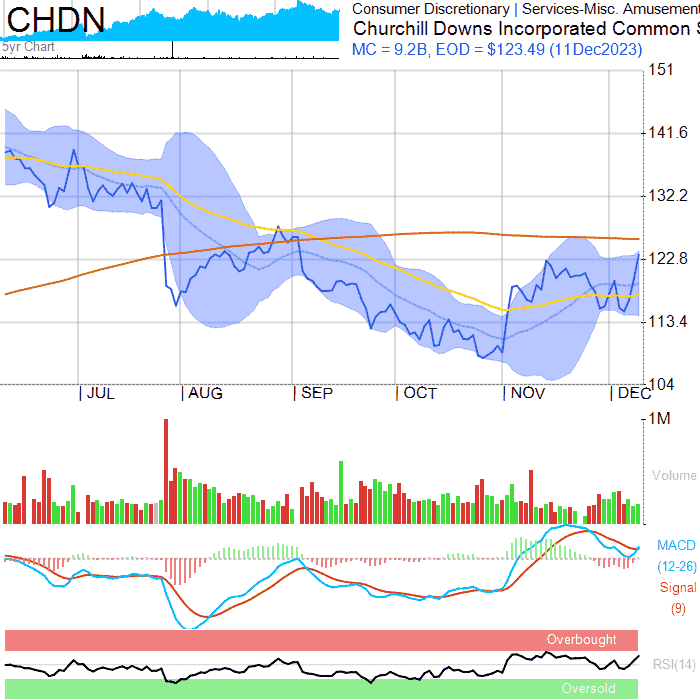 CHDN
5yr Chart
Consumer Discretionary | Services-Misc. Amusement
Churchill Downs Incorporated Common S
MC = 9.2B, EOD = $123.49 (11Dec2023)
151
141.6
132.2
122.8
113.4
104
JUL
AUG
SEP
OCT
NOV
DEC
1M
Volume
MACD
(12-26)
Signal
(9)
Overbought
RSI(14)
Oversold